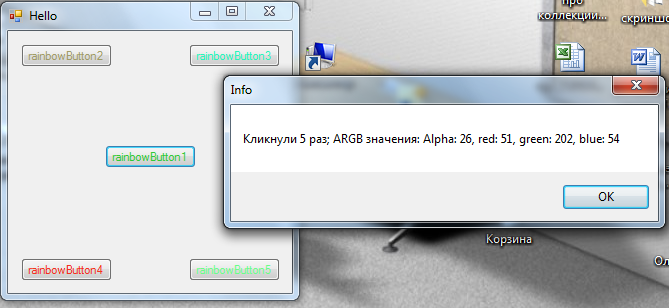 Hello
про
коллекции...
скриншо
rainbowButton2
rainbowButton3
Info
Кликнули 5 раз; ARGB значения: Alpha: 26, red: 51, green: 202, blue: 54
rainbowButton1
OK
Корзина
rainbowButton4
rainbowButton5
Ол